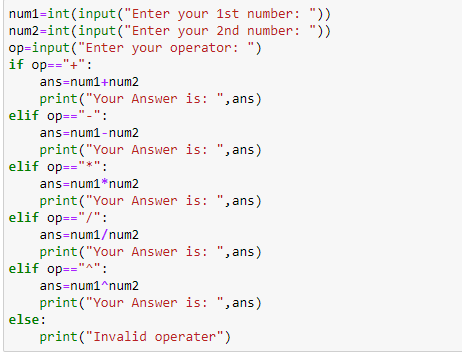 num1=int(input("Enter your 1st number: "))
num2=int(input("Enter your 2nd number: "))
op=input("Enter your operator: ")
if op=="+":
    ans=num1+num2
    print("Your Answer is: ",ans)
elif op=="-":
    ans=num1-num2
    print("Your Answer is: ",ans)
elif op=="*":
    ans=num1*num2
    print("Your Answer is: ",ans)
elif op=="/":
    ans=num1/num2
    print("Your Answer is: ",ans)
elif op=="^":
    ans=num1^num2
    print("Your Answer is: ",ans)
else:
    print("Invalid operater")